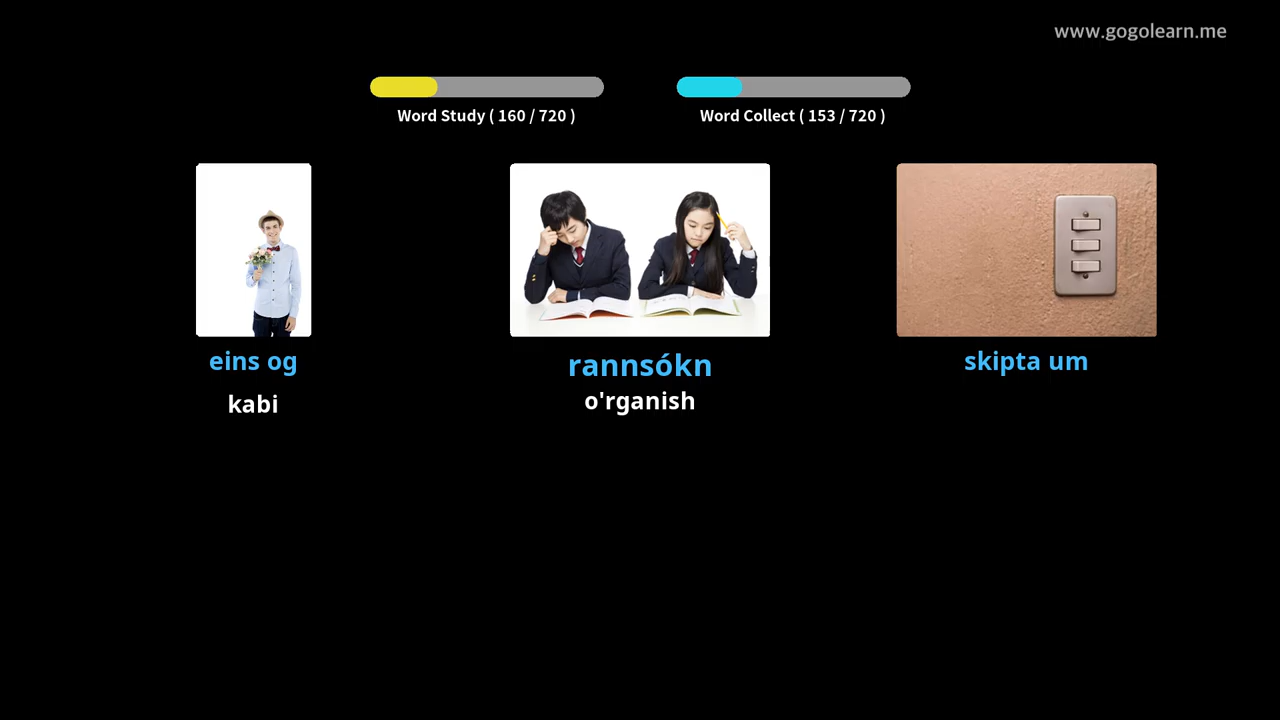 www.gogolearn.me
Word Study ( 160 / 720 )
Word Collect ( 153 / 720 )
eins og
kabi
rannsókn
o'rganish
skipta um